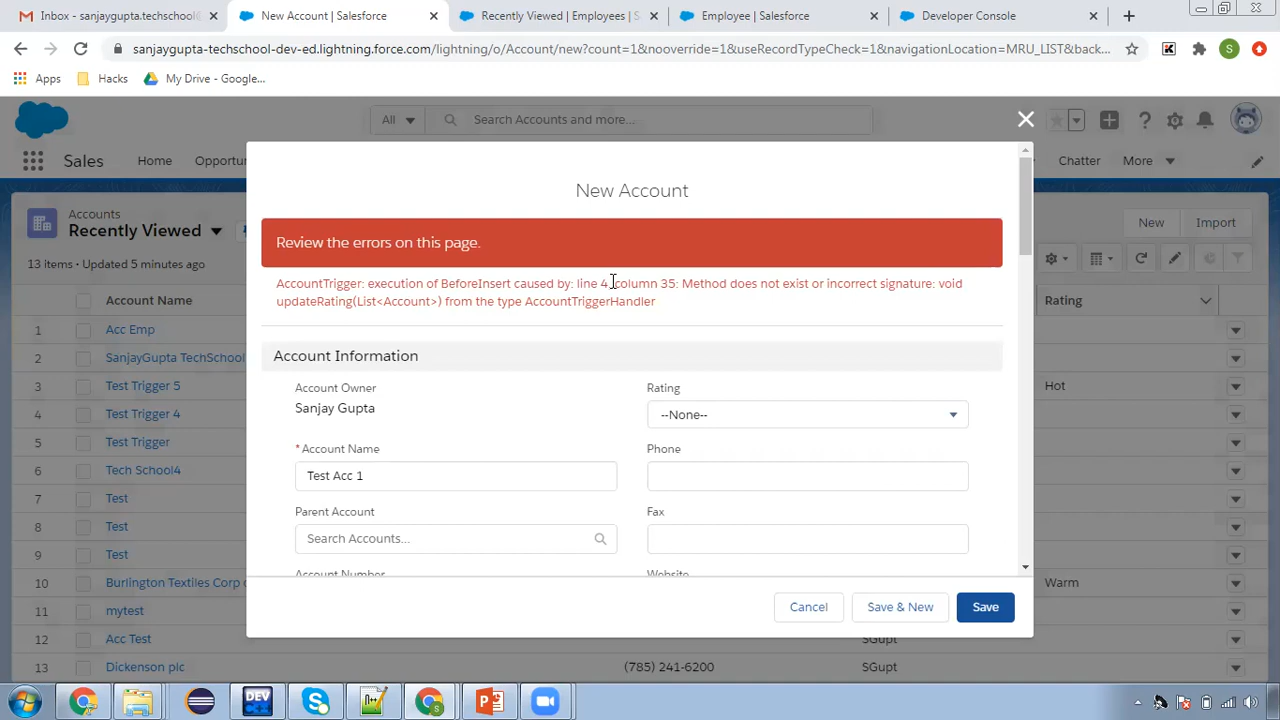 Inbox - sanjaygupta.techschool@
New Account | Salesforce
Recently Viewed | Employees | S
Employee | Salesforce
Developer Console
sanjaygupta-techschool-dev-ed.lightning.force.com/lightning/o/Account/new?count=1&nooverride=1&useRecordTypeCheck=1&navigationLocation=MRU_LIST&back...
S
Apps
Hacks
My Drive - Google...
All
Search Accounts and more...
Sales
Home
Opportu
Chatter
More
Accounts
Recently Viewed
13 items • Updated 5 minutes ago
New
Import
Account Name
Rating
1 Acc Emp
2 SanjayGupta TechSchool
3 Test Trigger 5 Hot
4 Test Trigger 4
5 Test Trigger
6 Tech School4
7 Test
8 Test
9 Test
10 Burlington Textiles Corp o Warm
11 mytest
12 Acc Test SGupt
13 Dickenson plc (785) 241-6200 SGupt
New Account
Review the errors on this page.
AccountTrigger: execution of BeforeInsert caused by: line 4, column 35: Method does not exist or incorrect signature: void
updateRating(List<Account>) from the type AccountTriggerHandler
Account Information
Account Owner
Sanjay Gupta
Rating
--None--
* Account Name
Test Acc 1
Phone
Parent Account
Search Accounts...
Fax
Account Number
Website
Cancel
Save & New
Save
DEV
C++